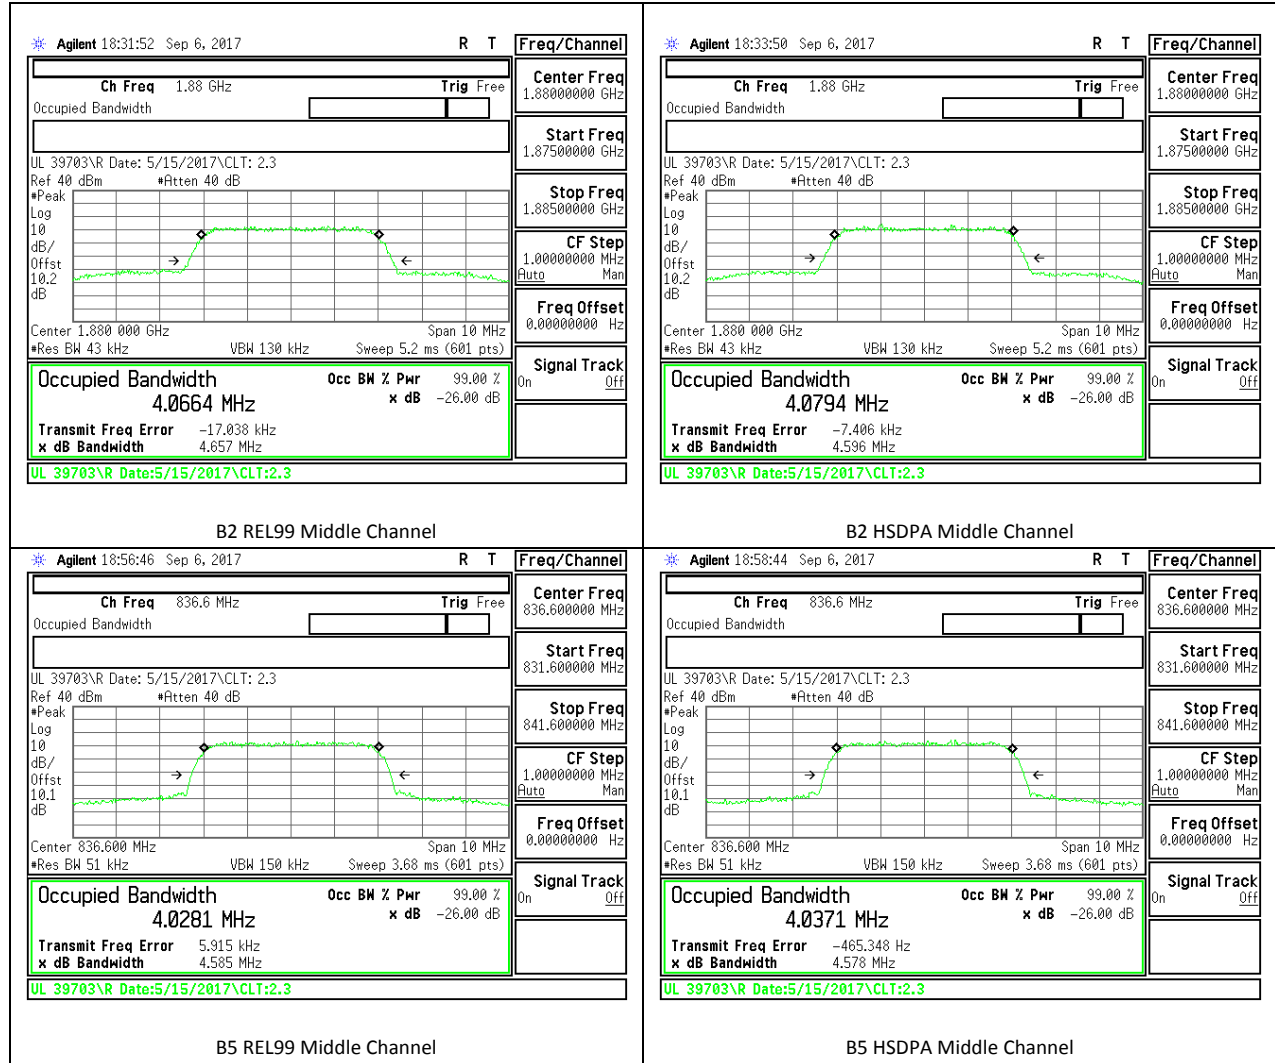 Agilent 18:31:52 Sep 6, 2017 R T Freq/Channel
Ch Freq 1.88 GHz Trig Free
Occupied Bandwidth
Center Freq
1.88000000 GHz
Start Freq
1.87500000 GHz
UL 39703\R Date: 5/15/2017\CLT: 2.3
Ref 40 dBm #Atten 40 dB
#Peak
Log
10
dB/
Offst
10.2
dB
Stop Freq
1.88500000 GHz
CF Step
1.00000000 MHz
Auto Man
Freq Offset
0.00000000 Hz
Center 1.880 000 GHz Span 10 MHz
#Res BW 43 kHz VBW 130 kHz Sweep 5.2 ms (601 pts)
Signal Track
On Off
Occupied Bandwidth Occ BW % Pwr 99.00 %
4.0664 MHz x dB -26.00 dB
Transmit Freq Error -17.038 kHz
x dB Bandwidth 4.657 MHz
UL 39703\R Date:5/15/2017\CLT:2.3
B2 REL99 Middle Channel
Agilent 18:33:50 Sep 6, 2017 R T Freq/Channel
Ch Freq 1.88 GHz Trig Free
Occupied Bandwidth
Center Freq
1.88000000 GHz
Start Freq
1.87500000 GHz
UL 39703\R Date: 5/15/2017\CLT: 2.3
Ref 40 dBm #Atten 40 dB
#Peak
Log
10
dB/
Offst
10.2
dB
Stop Freq
1.88500000 GHz
CF Step
1.00000000 MHz
Auto Man
Freq Offset
0.00000000 Hz
Center 1.880 000 GHz Span 10 MHz
#Res BW 43 kHz VBW 130 kHz Sweep 5.2 ms (601 pts)
Signal Track
On Off
Occupied Bandwidth Occ BW % Pwr 99.00 %
4.0794 MHz x dB -26.00 dB
Transmit Freq Error -7.406 kHz
x dB Bandwidth 4.596 MHz
UL 39703\R Date:5/15/2017\CLT:2.3
B2 HSDPA Middle Channel
Agilent 18:56:46 Sep 6, 2017 R T Freq/Channel
Ch Freq 836.6 MHz Trig Free
Occupied Bandwidth
Center Freq
836.600000 MHz
Start Freq
831.600000 MHz
UL 39703\R Date: 5/15/2017\CLT: 2.3
Ref 40 dBm #Atten 40 dB
#Peak
Log
10
dB/
Offst
10.1
dB
Stop Freq
841.600000 MHz
CF Step
1.00000000 MHz
Auto Man
Freq Offset
0.00000000 Hz
Center 836.600 MHz Span 10 MHz
#Res BW 51 kHz VBW 150 kHz Sweep 3.68 ms (601 pts)
Signal Track
On Off
Occupied Bandwidth Occ BW % Pwr 99.00 %
4.0281 MHz x dB -26.00 dB
Transmit Freq Error 5.915 kHz
x dB Bandwidth 4.585 MHz
UL 39703\R Date:5/15/2017\CLT:2.3
B5 REL99 Middle Channel
Agilent 18:58:44 Sep 6, 2017 R T Freq/Channel
Ch Freq 836.6 MHz Trig Free
Occupied Bandwidth
Center Freq
836.600000 MHz
Start Freq
831.600000 MHz
UL 39703\R Date: 5/15/2017\CLT: 2.3
Ref 40 dBm #Atten 40 dB
#Peak
Log
10
dB/
Offst
10.1
dB
Stop Freq
841.600000 MHz
CF Step
1.00000000 MHz
Auto Man
Freq Offset
0.00000000 Hz
Center 836.600 MHz Span 10 MHz
#Res BW 51 kHz VBW 150 kHz Sweep 3.68 ms (601 pts)
Signal Track
On Off
Occupied Bandwidth Occ BW % Pwr 99.00 %
4.0371 MHz x dB -26.00 dB
Transmit Freq Error -465.348 Hz
x dB Bandwidth 4.578 MHz
UL 39703\R Date:5/15/2017\CLT:2.3
B5 HSDPA Middle Channel